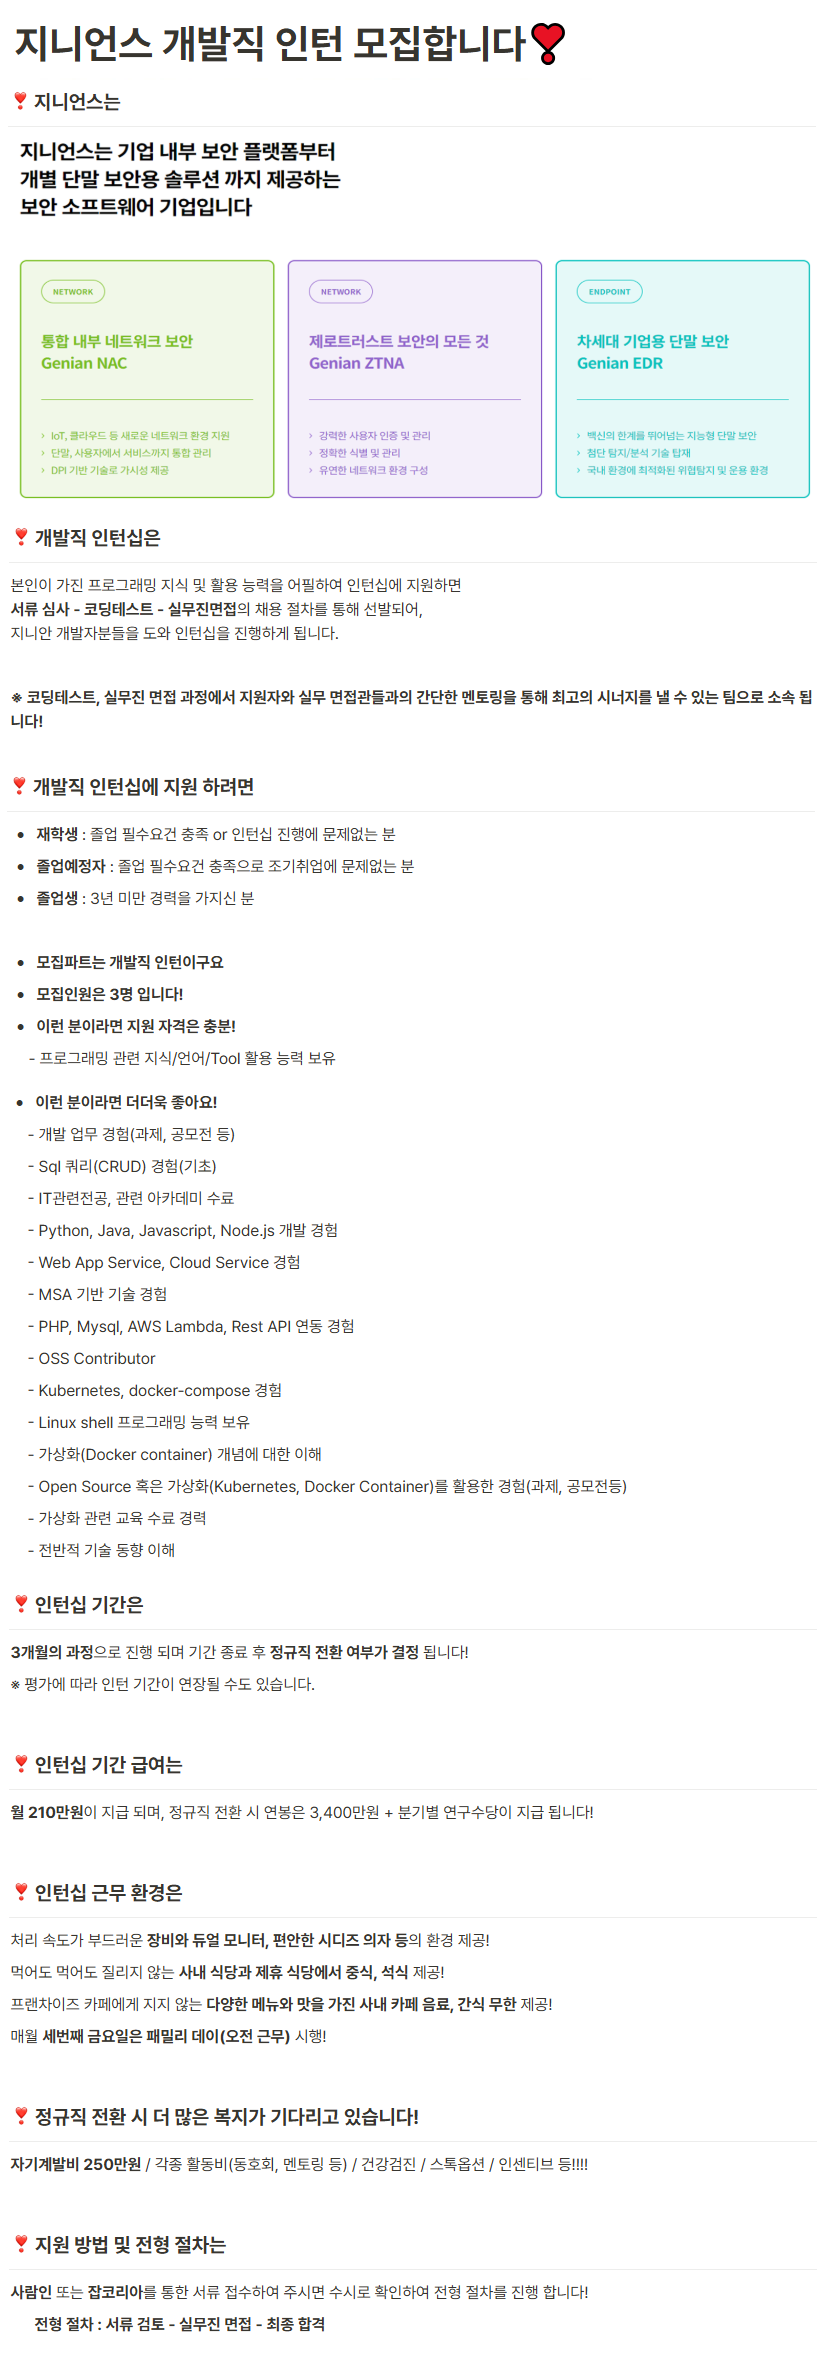 지니언스 개발직 인턴 모집합니다❣
❣ 지니언스는
지니언스는 기업 내부 보안 플랫폼부터
개별 단말 보안용 솔루션 까지 제공하는
보안 소프트웨어 기업입니다
NETWORK
통합 내부 네트워크 보안
Genian NAC
› IoT, 클라우드 등 새로운 네트워크 환경 지원
› 단말, 사용자에서 서비스까지 통합 관리
› DPI 기반 기술로 가시성 제공
NETWORK
제로트러스트 보안의 모든 것
Genian ZTNA
› 강력한 사용자 인증 및 관리
› 정확한 식별 및 관리
› 유연한 네트워크 환경 구성
ENDPOINT
차세대 기업용 단말 보안
Genian EDR
› 백신의 한계를 뛰어넘는 지능형 단말 보안
› 첨단 탐지/분석 기술 탑재
› 국내 환경에 최적화된 위협탐지 및 운용 환경
❣ 개발직 인턴십은
본인이 가진 프로그래밍 지식 및 활용 능력을 어필하여 인턴십에 지원하면
서류 심사 - 코딩테스트 - 실무진면접의 채용 절차를 통해 선발되어,
지니안 개발자분들을 도와 인턴십을 진행하게 됩니다.
※ 코딩테스트, 실무진 면접 과정에서 지원자와 실무 면접관들과의 간단한 멘토링을 통해 최고의 시너지를 낼 수 있는 팀으로 소속 됩
니다!
❣ 개발직 인턴십에 지원 하려면
• 재학생 : 졸업 필수요건 충족 or 인턴십 진행에 문제없는 분
• 졸업예정자 : 졸업 필수요건 충족으로 조기취업에 문제없는 분
• 졸업생 : 3년 미만 경력을 가지신 분
• 모집파트는 개발직 인턴이구요
• 모집인원은 3명 입니다!
• 이런 분이라면 지원 자격은 충분!
- 프로그래밍 관련 지식/언어/Tool 활용 능력 보유
• 이런 분이라면 더더욱 좋아요!
- 개발 업무 경험(과제, 공모전 등)
- Sql 쿼리(CRUD) 경험(기초)
- IT관련전공, 관련 아카데미 수료
- Python, Java, Javascript, Node.js 개발 경험
- Web App Service, Cloud Service 경험
- MSA 기반 기술 경험
- PHP, Mysql, AWS Lambda, Rest API 연동 경험
- OSS Contributor
- Kubernetes, docker-compose 경험
- Linux shell 프로그래밍 능력 보유
- 가상화(Docker container) 개념에 대한 이해
- Open Source 혹은 가상화(Kubernetes, Docker Container)를 활용한 경험(과제, 공모전등)
- 가상화 관련 교육 수료 경력
- 전반적 기술 동향 이해
❣ 인턴십 기간은
3개월의 과정으로 진행 되며 기간 종료 후 정규직 전환 여부가 결정 됩니다!
※ 평가에 따라 인턴 기간이 연장될 수도 있습니다.
❣ 인턴십 기간 급여는
월 210만원이 지급 되며, 정규직 전환 시 연봉은 3,400만원 + 분기별 연구수당이 지급 됩니다!
❣ 인턴십 근무 환경은
처리 속도가 부드러운 장비와 듀얼 모니터, 편안한 시디즈 의자 등의 환경 제공!
먹어도 먹어도 질리지 않는 사내 식당과 제휴 식당에서 중식, 석식 제공!
프랜차이즈 카페에게 지지 않는 다양한 메뉴와 맛을 가진 사내 카페 음료, 간식 무한 제공!
매월 세번째 금요일은 패밀리 데이(오전 근무) 시행!
❣ 정규직 전환 시 더 많은 복지가 기다리고 있습니다!
자기계발비 250만원 / 각종 활동비(동호회, 멘토링 등) / 건강검진 / 스톡옵션 / 인센티브 등!!!!
❣ 지원 방법 및 전형 절차는
사람인 또는 잡코리아를 통한 서류 접수하여 주시면 수시로 확인하여 전형 절차를 진행 합니다!
전형 절차 : 서류 검토 - 실무진 면접 - 최종 합격